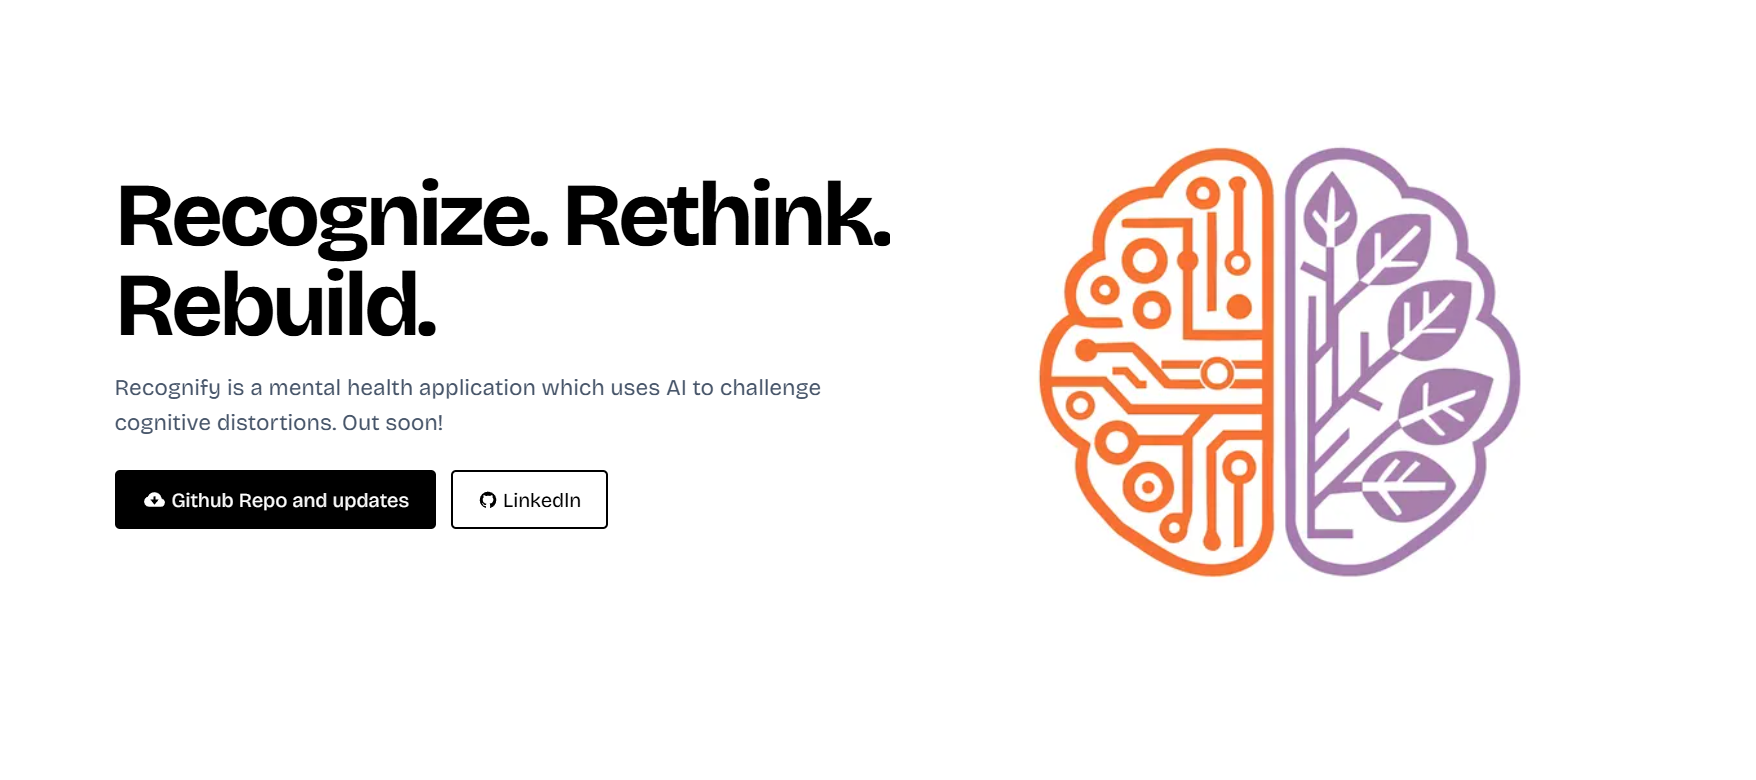 Recognize. Rethink.
Rebuild.
Recognify is a mental health application which uses AI to challenge
cognitive distortions. Out soon!
Github Repo and updates
LinkedIn